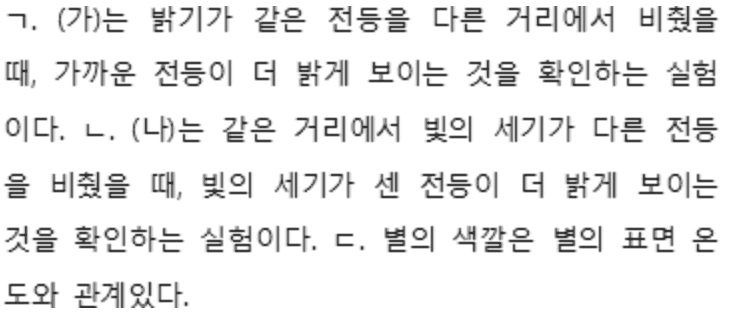 ㄱ. (가)는 밝기가 같은 전등을 다른 거리에서 비췄을
때, 가까운 전등이 더 밝게 보이는 것을 확인하는 실험
이다. ㄴ. (나)는 같은 거리에서 빛의 세기가 다른 전등
을 비췄을 때, 빛의 세기가 센 전등이 더 밝게 보이는
것을 확인하는 실험이다. ㄷ. 별의 색깔은 별의 표면 온
도와 관계있다.